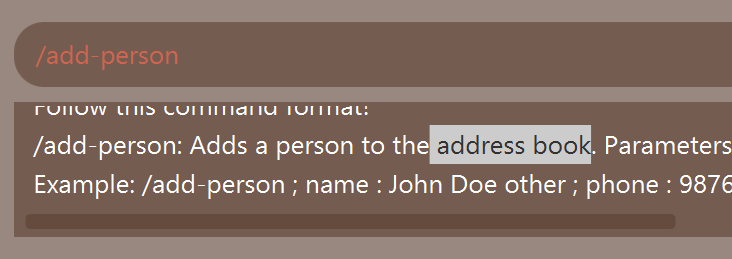 /add-person
Follow this command format!
/add-person: Adds a person to the address book. Parameters
Example: /add-person ; name : John Doe other ; phone : 9876